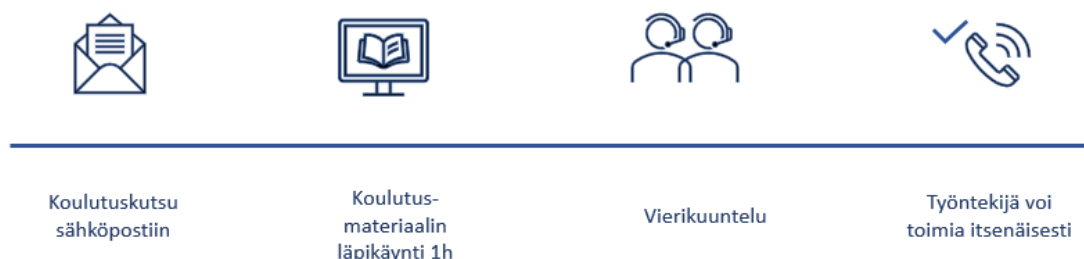 Koulutuskutsu
sähköpostiin
Koulutus-
materiaalin
läpikäynti 1h
Vierikuuntelu
Työntekijä voi
toimia itsenäisesti